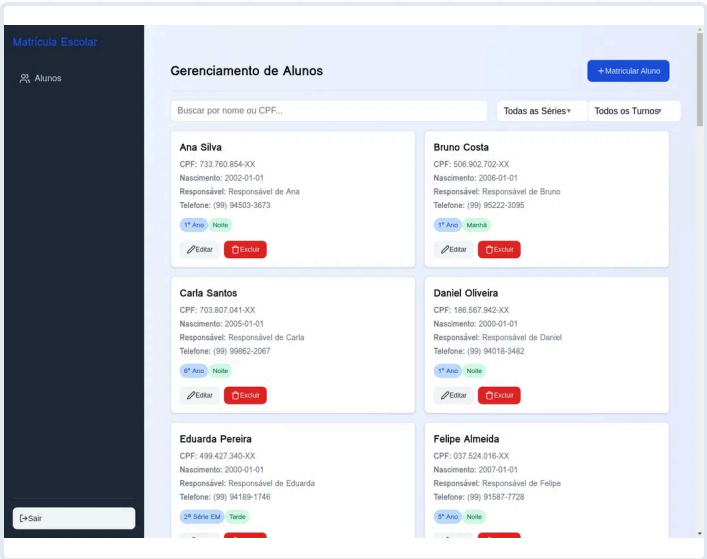 Matrícula Escolar
Alunos
Sair
Gerenciamento de Alunos
+ Matricular Aluno
Buscar por nome ou CPF...
Todas as Séries
Todos os Turnos
Ana Silva
CPF: 733.760.854-XX
Nascimento: 2002-01-01
Responsável: Responsável de Ana
Telefone: (99) 94503-3673
1° Ano Noite
Editar Excluir
Bruno Costa
CPF: 506.902.702-XX
Nascimento: 2006-01-01
Responsável: Responsável de Bruno
Telefone: (99) 95222-3095
1° Ano Manhã
Editar Excluir
Carla Santos
CPF: 703.807.041-XX
Nascimento: 2005-01-01
Responsável: Responsável de Carla
Telefone: (99) 99862-2067
6° Ano Noite
Editar Excluir
Daniel Oliveira
CPF: 186.567.942-XX
Nascimento: 2000-01-01
Responsável: Responsável de Daniel
Telefone: (99) 94018-3482
1° Ano Noite
Editar Excluir
Eduarda Pereira
CPF: 499.427.340-XX
Nascimento: 2000-01-01
Responsável: Responsável de Eduarda
Telefone: (99) 94189-1746
2ª Série EM Tarde
Felipe Almeida
CPF: 037.524.016-XX
Nascimento: 2007-01-01
Responsável: Responsável de Felipe
Telefone: (99) 91587-7728
5° Ano Noite